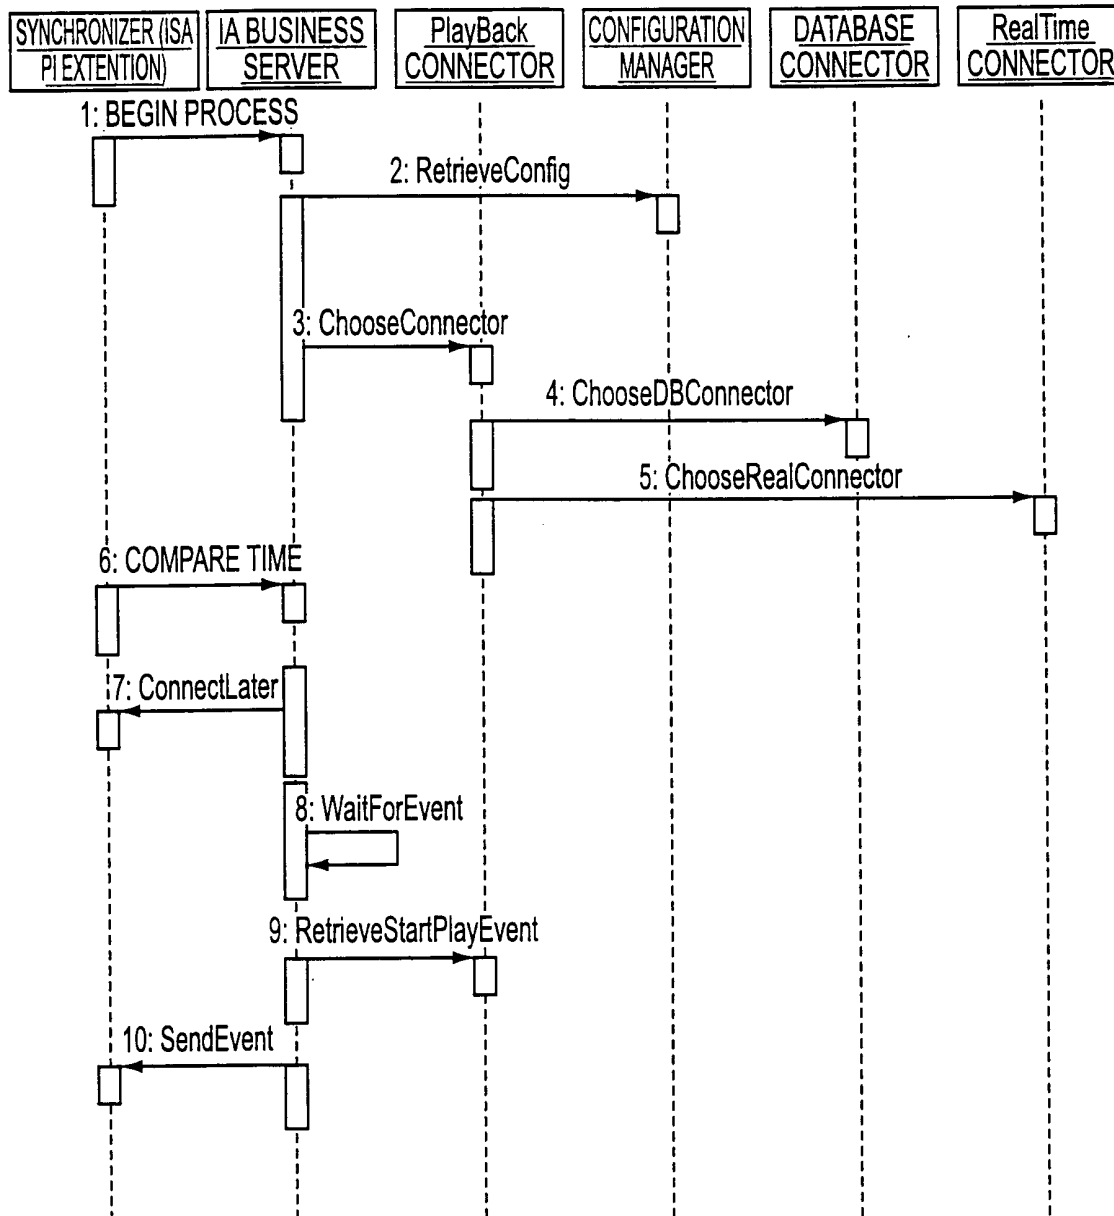 SYNCHRONIZER (ISA
PI EXTENTION)
IA BUSINESS
SERVER
PlayBack
CONNECTOR
CONFIGURATION
MANAGER
DATABASE
CONNECTOR
RealTime
CONNECTOR
1: BEGIN PROCESS
2: RetrieveConfig
3: ChooseConnector
4: ChooseDBConnector
5: ChooseRealConnector
6: COMPARE TIME
7: ConnectLater
8: WaitForEvent
9: RetrieveStartPlayEvent
10: SendEvent